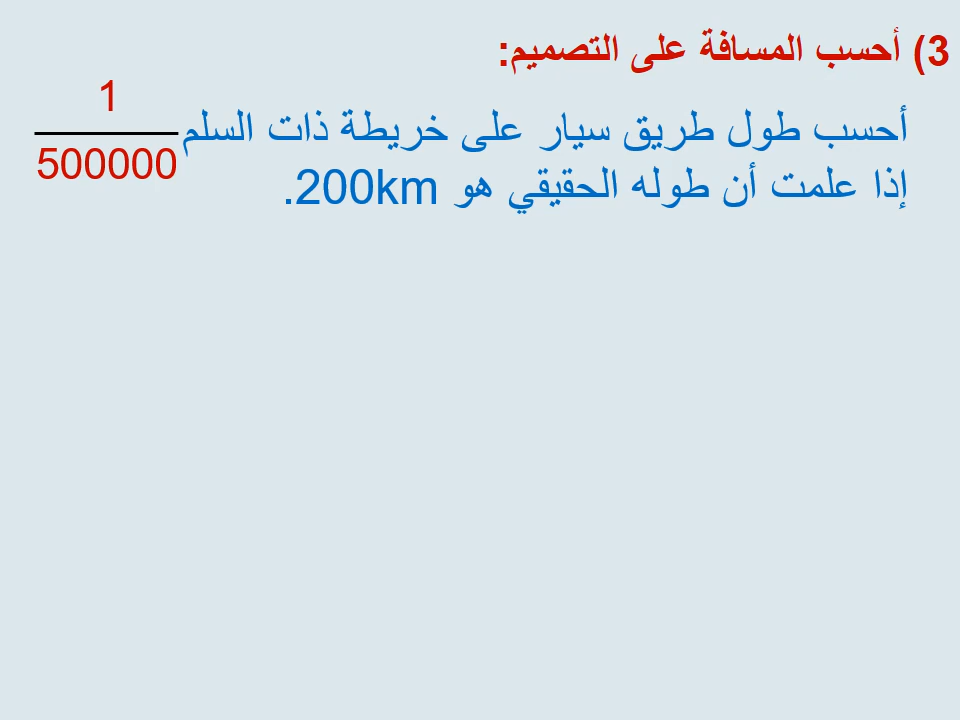 3) أحسب المسافة على التصميم:
أحسب طول طريق سيار على خريطة ذات السلم
1
500000
إذا علمت أن طوله الحقيقي هو 200km.